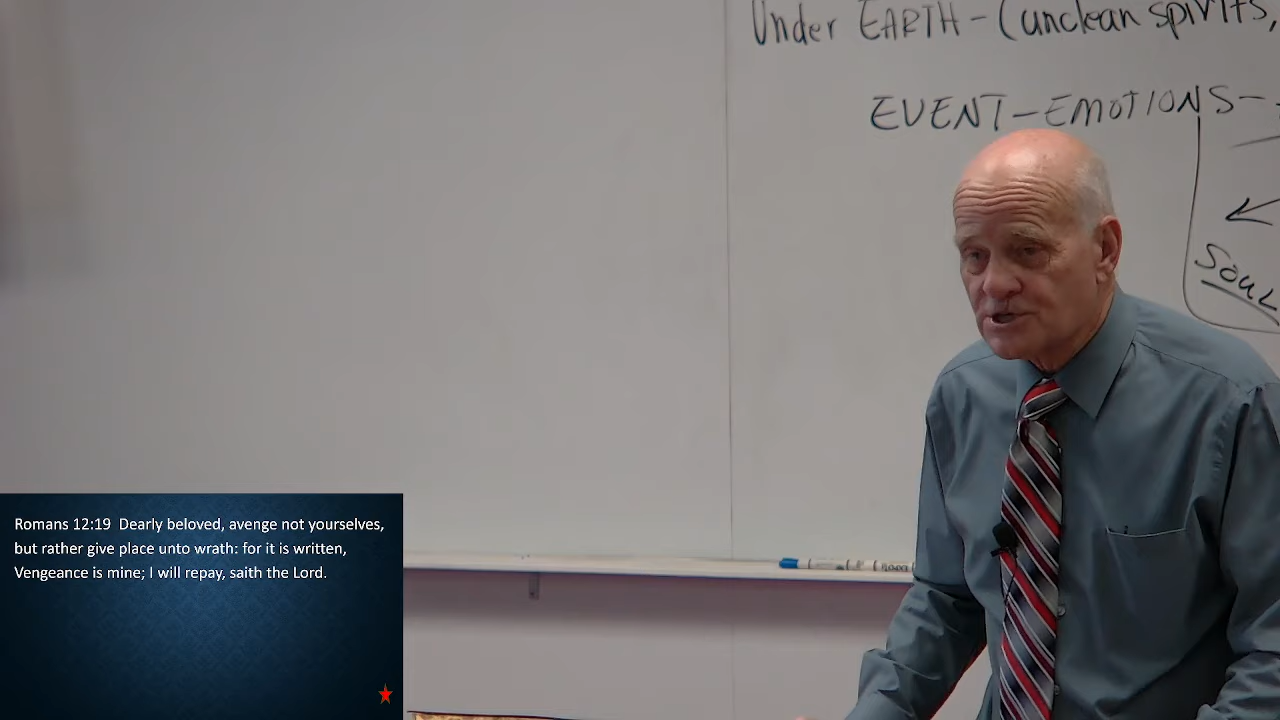 Under EARTH - (unclean spirits,
EVENT - EMOTIONS -
SOUL
Romans 12:19 Dearly beloved, avenge not yourselves,
but rather give place unto wrath: for it is written,
Vengeance is mine; I will repay, saith the Lord.